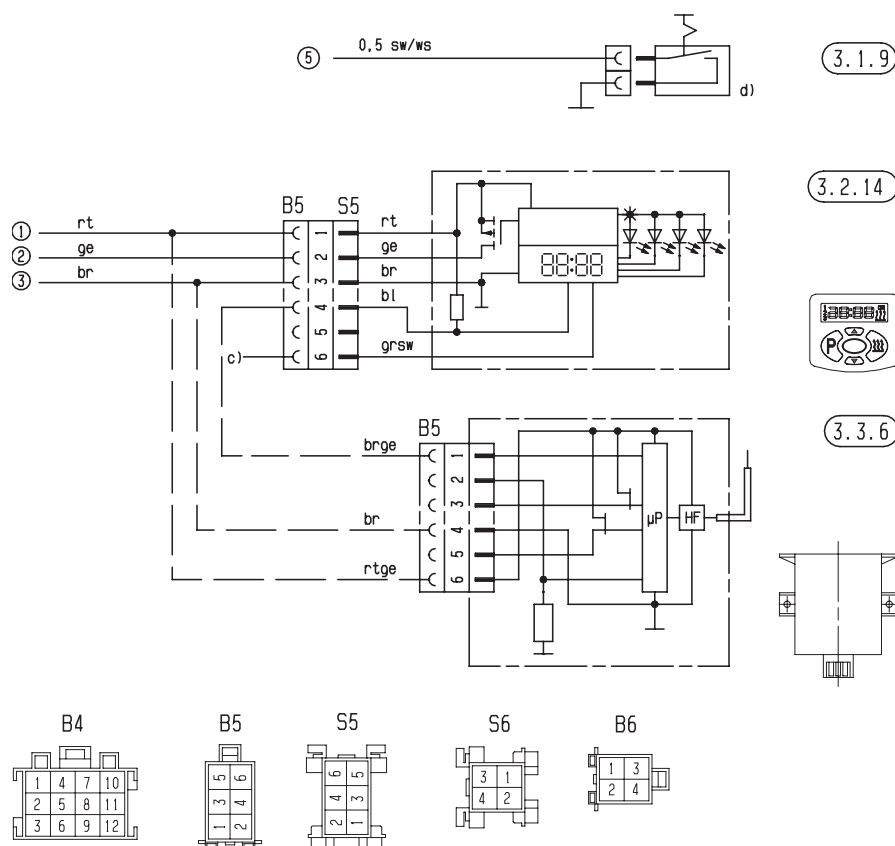 5 0,5 sw/ws 3.1.9
d)
3.2.14
B5 S5
1 rt 1 rt
2 ge 2 ge
3 br 3 br
4 bl
5
c) 6 grsw
88:88
P
B5 3.3.6
brge 1
2
3
br 4
5
rtge 6
µP HF
B4 B5 S5 S6 B6
1 4 7 10
2 5 8 11
3 6 9 12
5 6
3 4
1 2
6 5
4 3
2 1
3 1
4 2
1 3
2 4